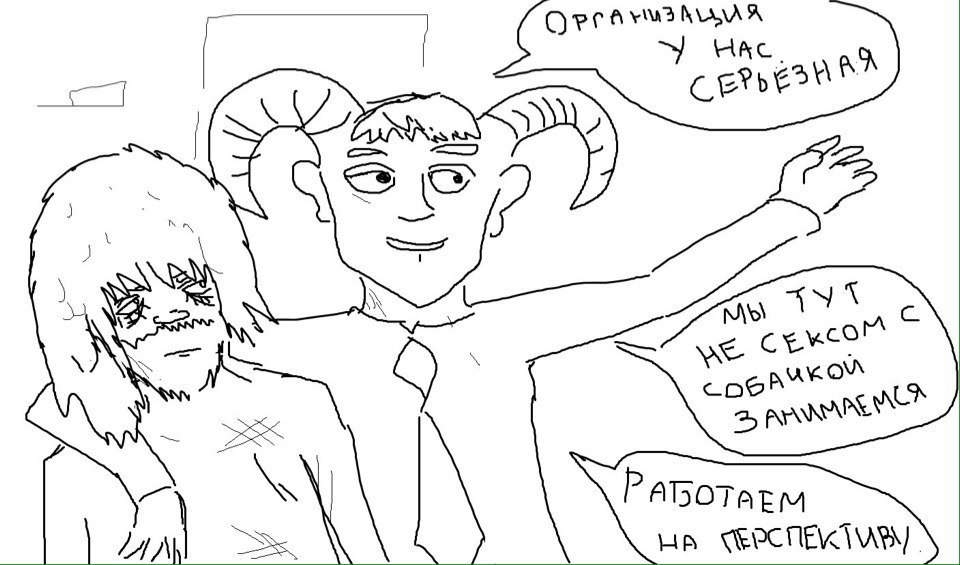 ОРГАНИЗАЦИЯ
У НАС
СЕРЬЁЗНАЯ
МЫ ТУТ
НЕ СЕКСОМ С
СОБАЧКОЙ
ЗАНИМАЕМСЯ
РАБОТАЕМ
НА ПЕРСПЕКТИВУ